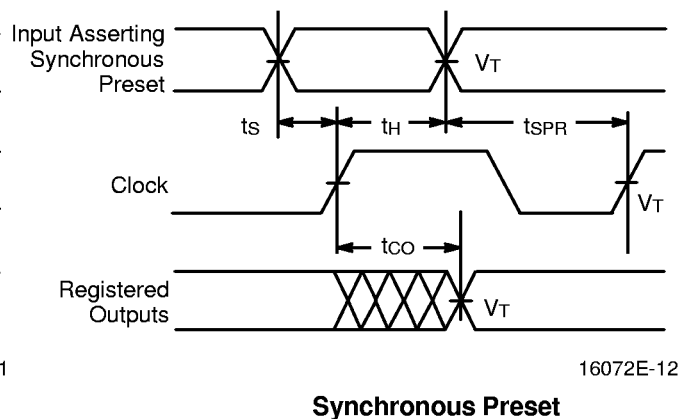 Input Asserting
Synchronous
Preset
VT
tS
tH
tSPR
Clock
VT
tCO
Registered
Outputs
VT
1
16072E-12
Synchronous Preset